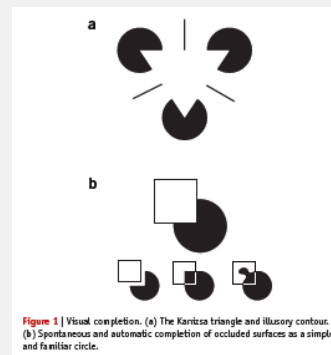 a
b
Figure 1 | Visual completion. (a) The Kanizsa triangle and illusory contour.
(b) Spontaneous and automatic completion of occluded surfaces as a simple
and familiar circle.